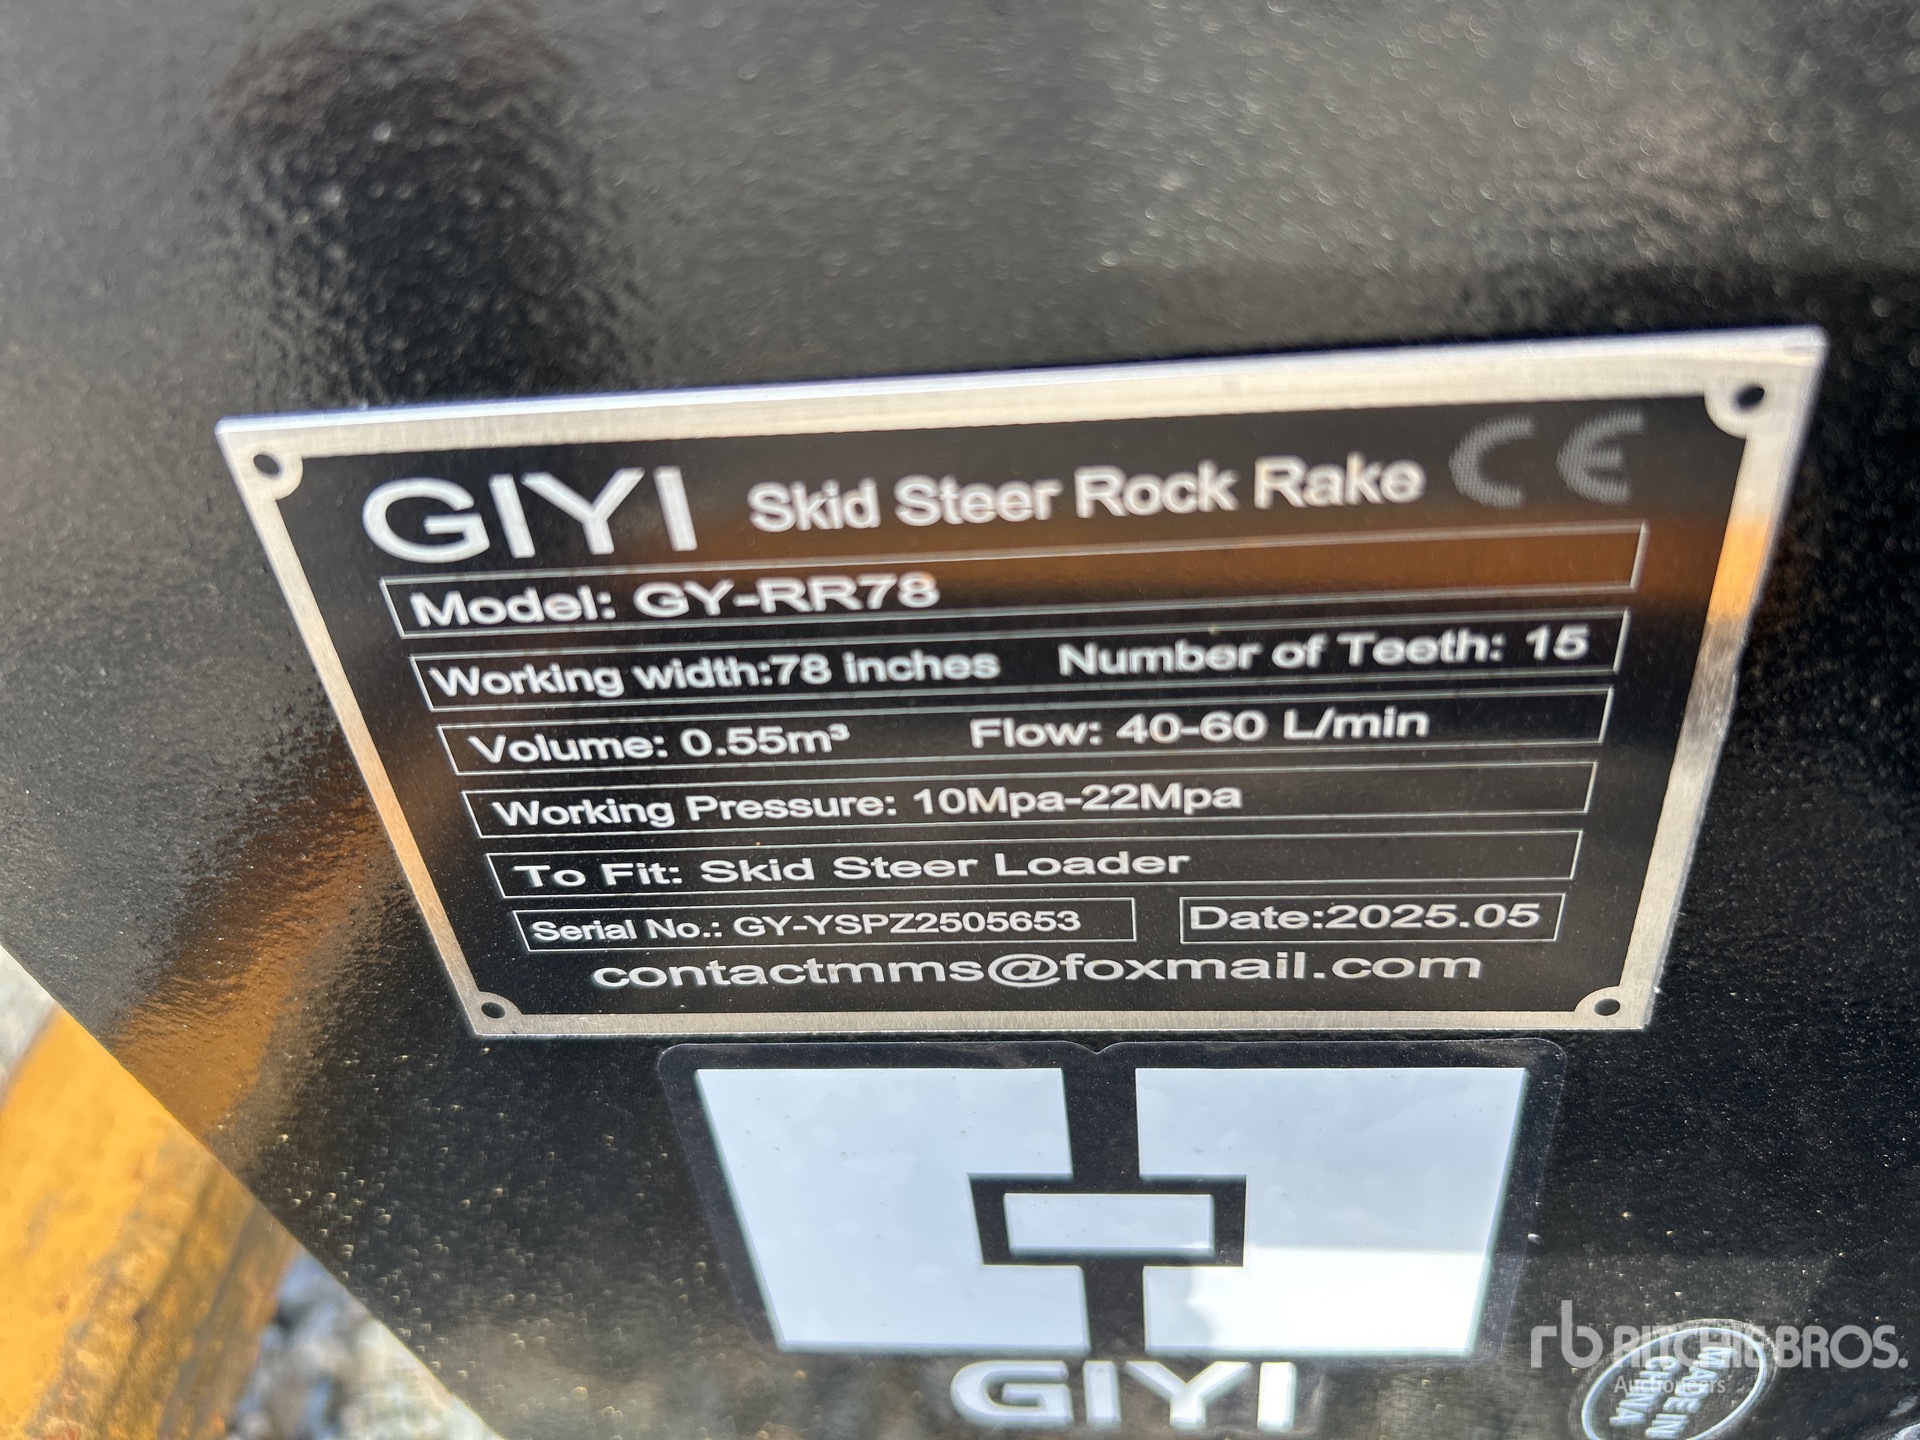 GIYI Skid Steer Rock Rake CE
Model: GY-RR78
Working width:78 inches Number of Teeth: 15
Volume: 0.55m³ Flow: 40-60 L/min
Working Pressure: 10Mpa-22Mpa
To Fit: Skid Steer Loader
Serial No.: GY-YSPZ2505653 Date:2025.05
contactmms@foxmail.com
GIYI
rb RITCHIE BROS.
Auctioneers
MADE IN
CHINA